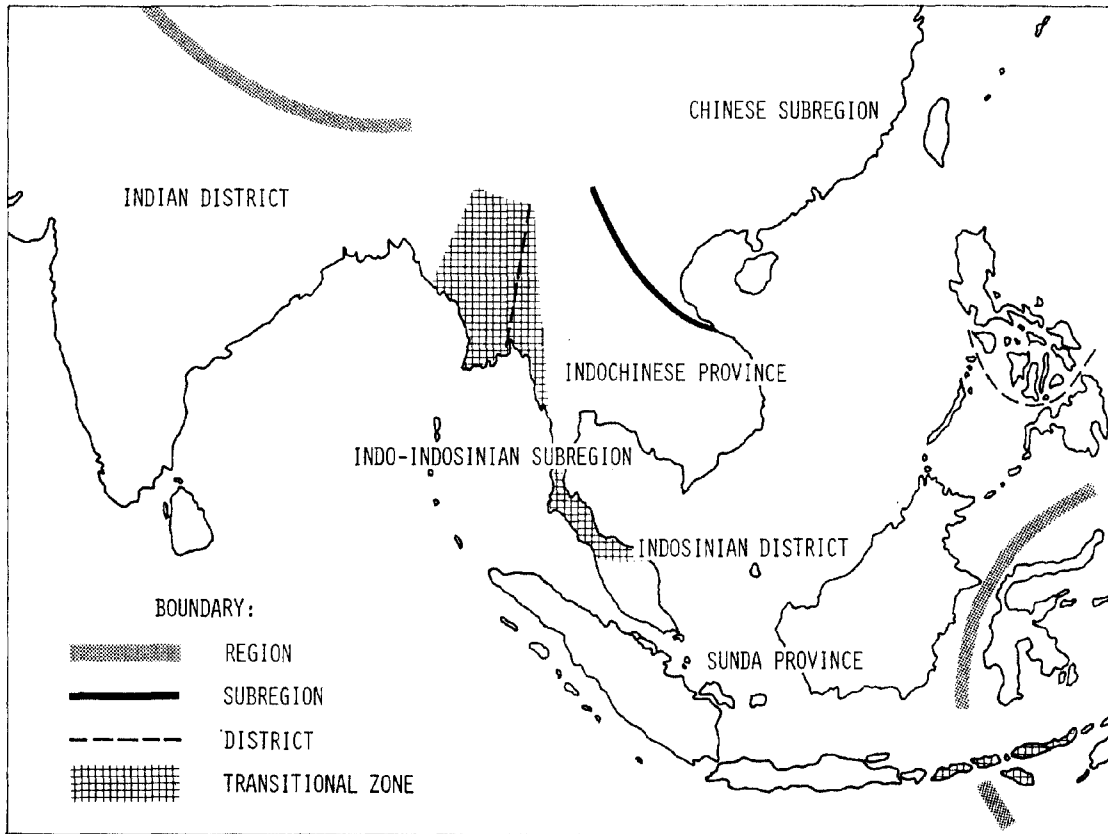 CHINESE SUBREGION
INDIAN DISTRICT
INDOCHINESE PROVINCE
INDO-INDOSINIAN SUBREGION
INDOSINIAN DISTRICT
BOUNDARY:
REGION
SUNDA PROVINCE
SUBREGION
DISTRICT
TRANSITIONAL ZONE